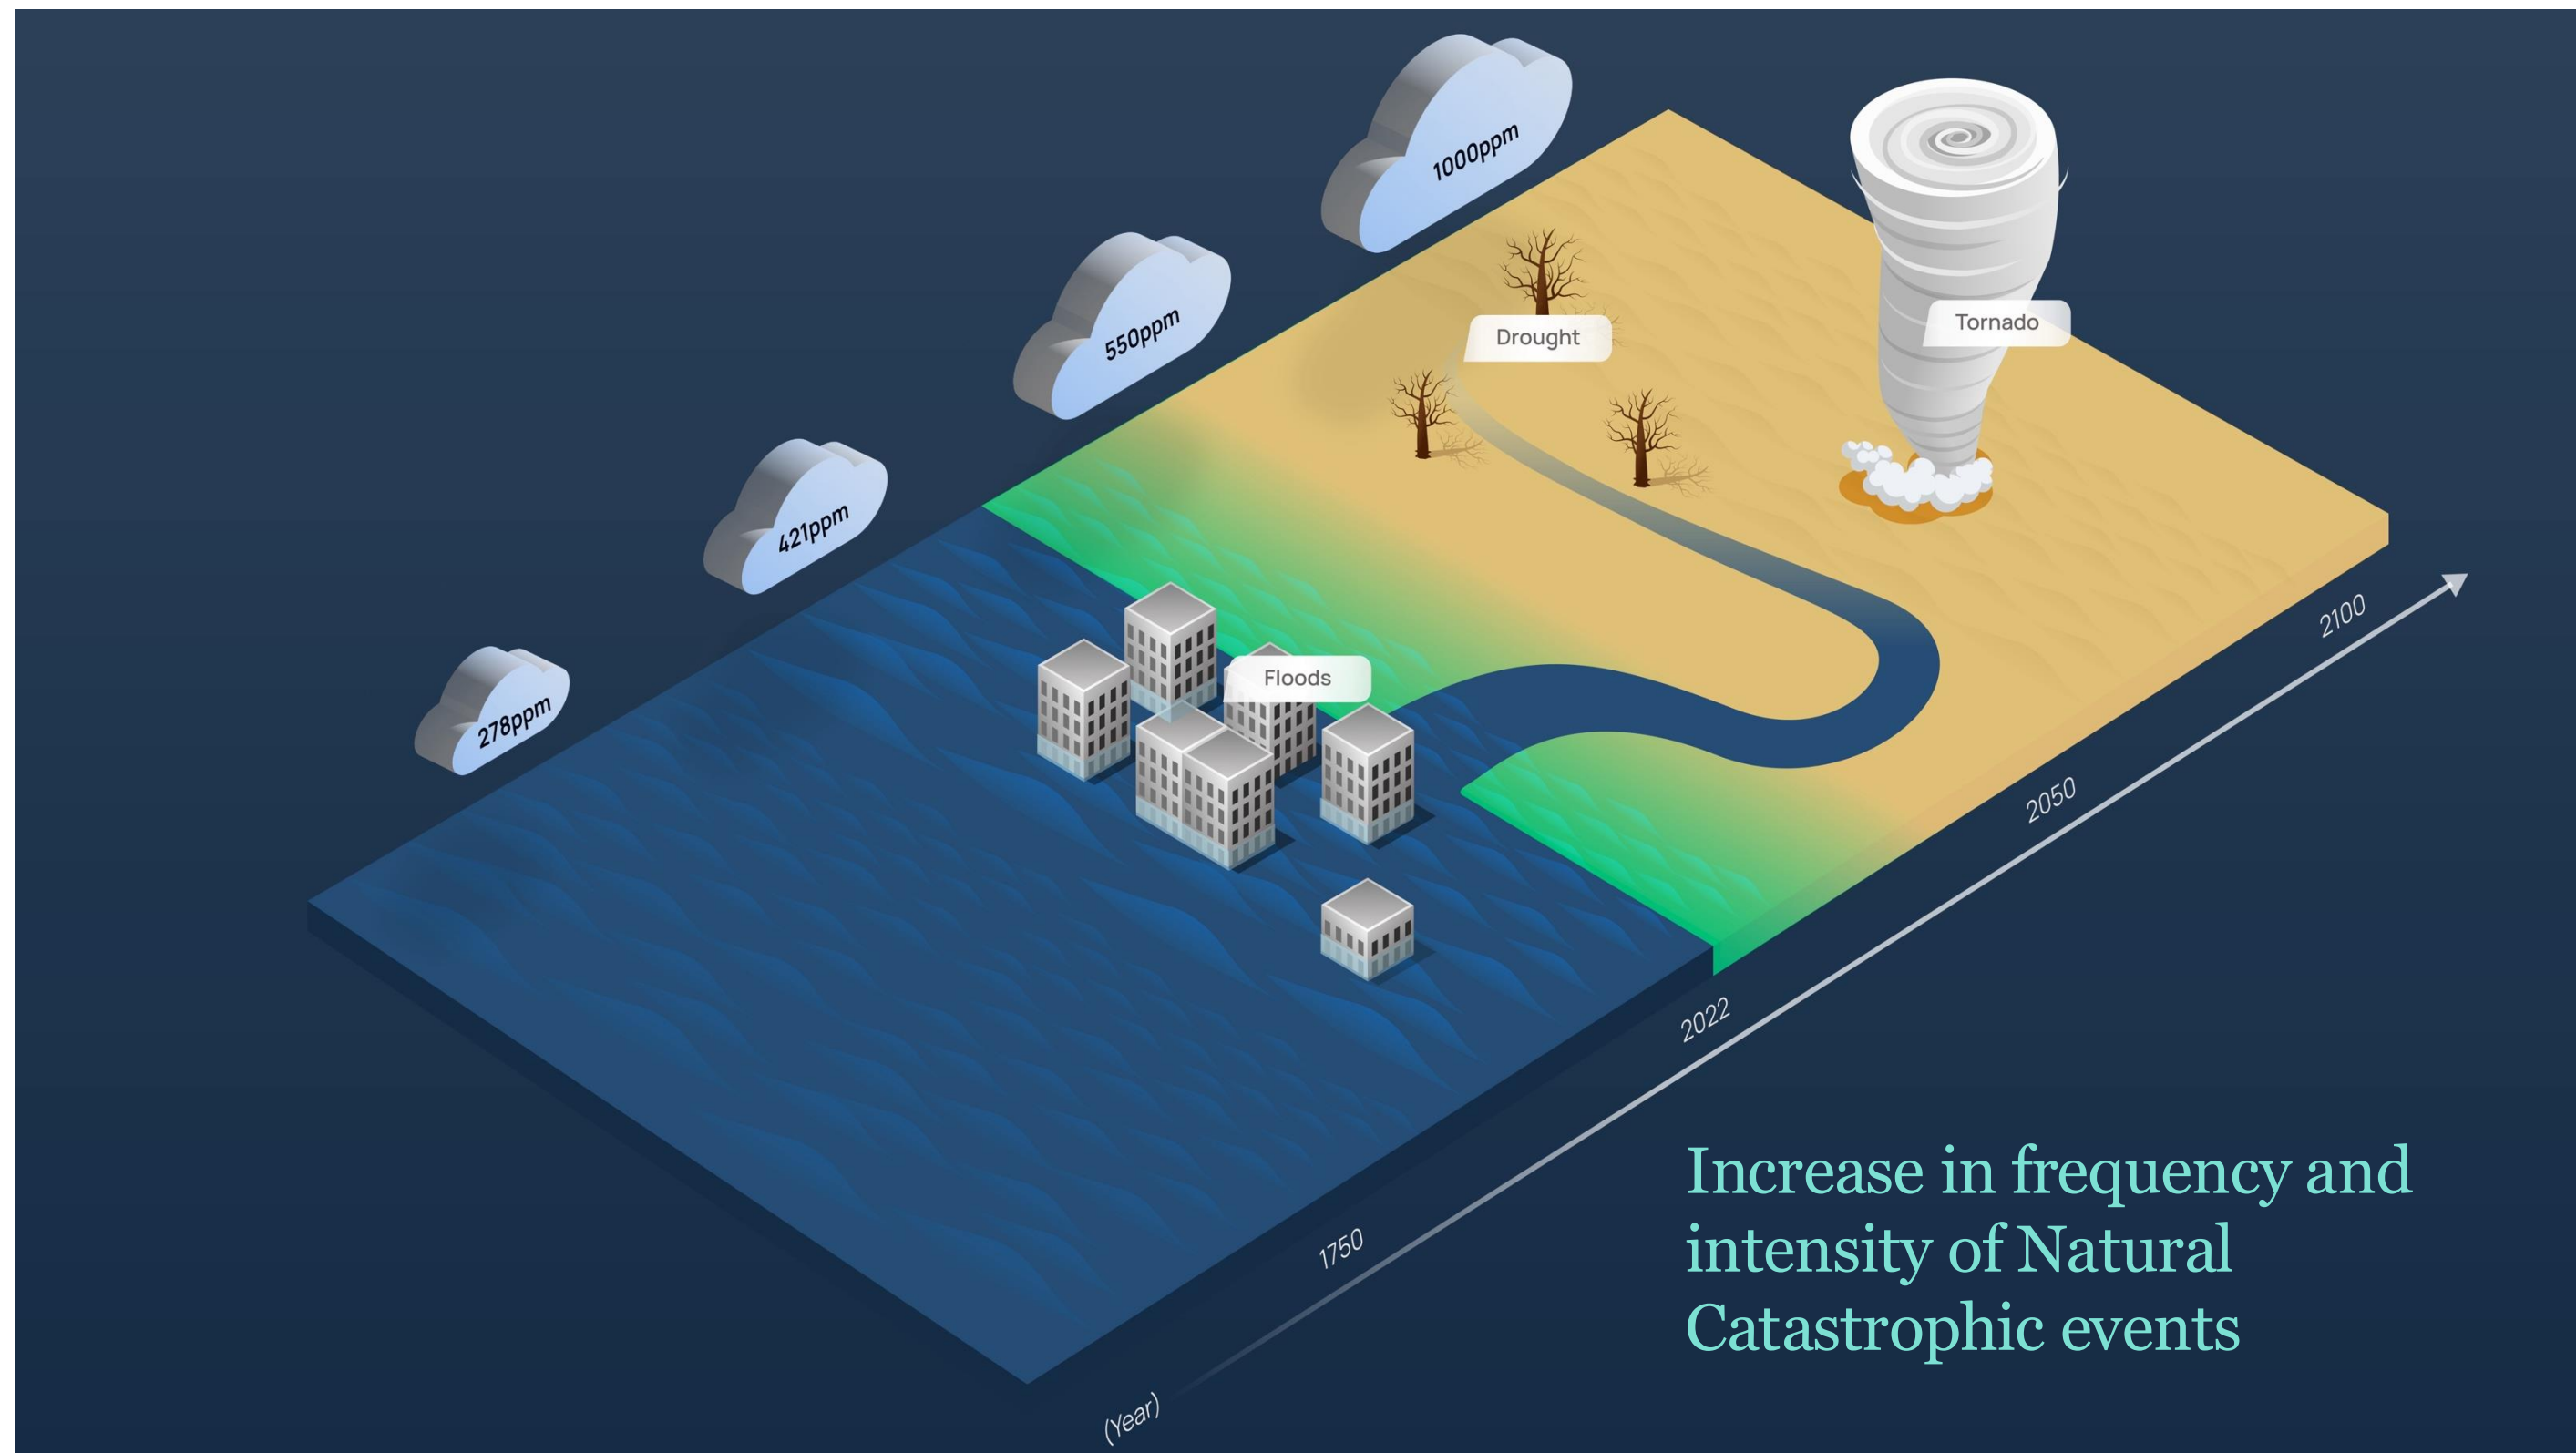 1000ppm
550ppm
421ppm
278ppm
Drought
Tornado
Floods
2100
2050
2022
1750
(Year)
Increase in frequency and
intensity of Natural
Catastrophic events